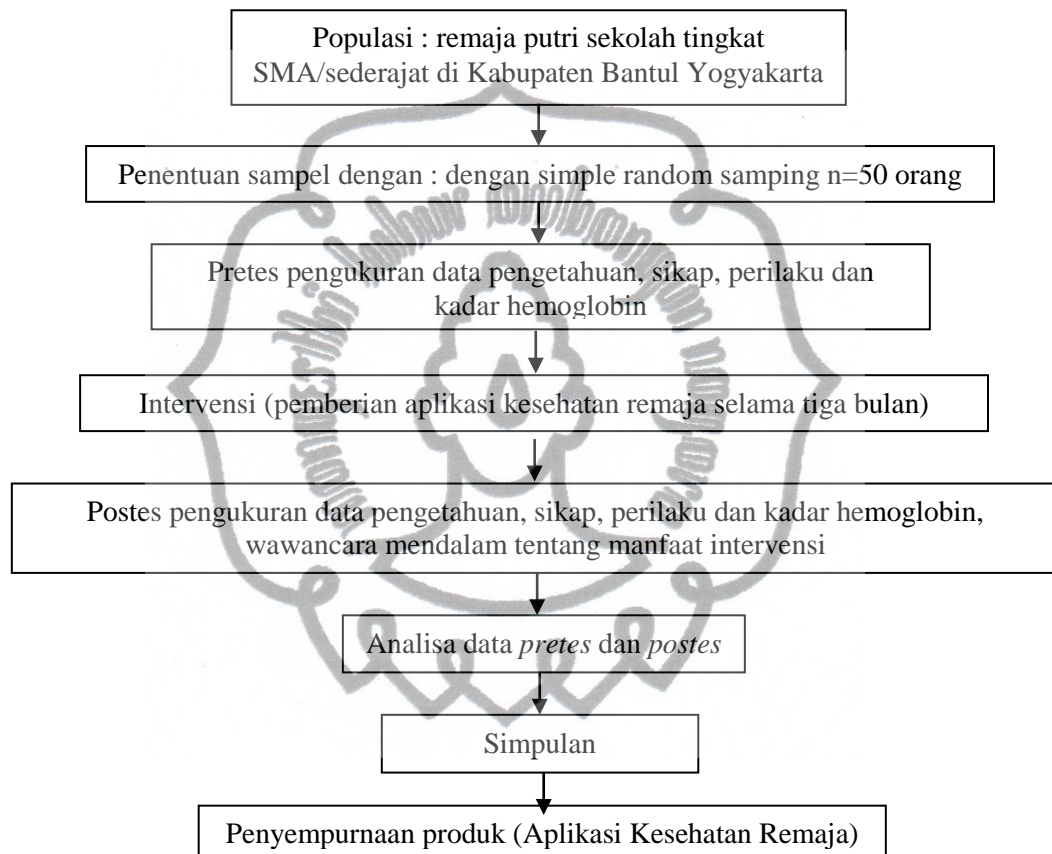 Populasi : remaja putri sekolah tingkat
SMA/sederajat di Kabupaten Bantul Yogyakarta
Penentuan sampel dengan : dengan simple random samping n=50 orang
Pretes pengukuran data pengetahuan, sikap, perilaku dan
kadar hemoglobin
Intervensi (pemberian aplikasi kesehatan remaja selama tiga bulan)
Postes pengukuran data pengetahuan, sikap, perilaku dan kadar hemoglobin,
wawancara mendalam tentang manfaat intervensi
Analisa data pretes dan postes
Simpulan
Penyempurnaan produk (Aplikasi Kesehatan Remaja)